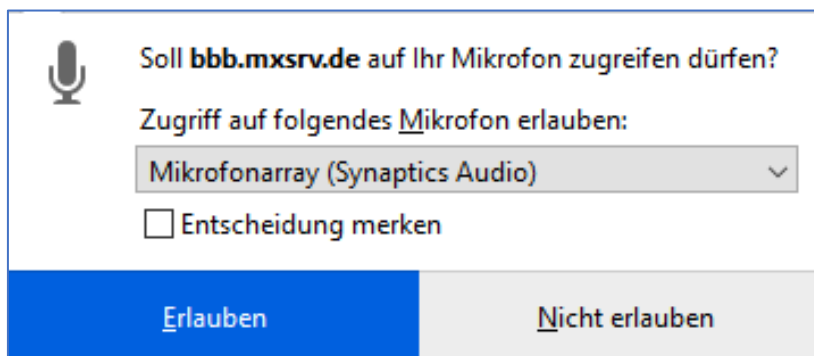 Soll bbb.mxsrv.de auf Ihr Mikrofon zugreifen dürfen?
Zugriff auf folgendes Mikrofon erlauben:
Mikrofonarray (Synaptics Audio)
Entscheidung merken
Erlauben
Nicht erlauben